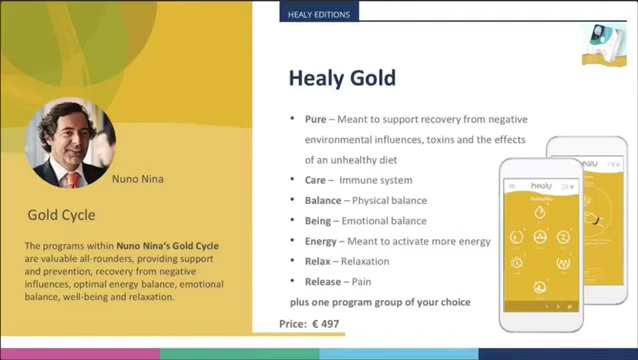 HEALY EDITIONS
Healy Gold
Nuno Nina
Gold Cycle
The programs within Nuno Nina's Gold Cycle
are valuable all-rounders, providing support
and prevention, recovery from negative
influences, optimal energy balance, emotional
balance, well-being and relaxation.
• Pure – Meant to support recovery from negative
environmental influences, toxins and the effects
of an unhealthy diet
• Care – Immune system
• Balance – Physical balance
• Being – Emotional balance
• Energy – Meant to activate more energy
• Relax – Relaxation
• Release – Pain
plus one program group of your choice
Price: € 497
healy